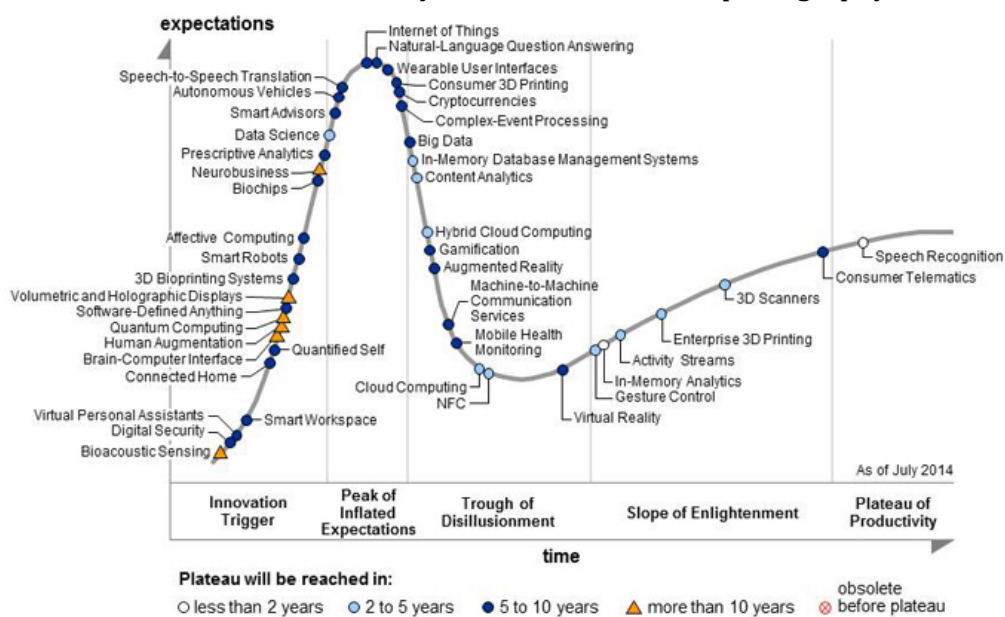 expectations
Internet of Things
Natural-Language Question Answering
Wearable User Interfaces
Consumer 3D Printing
Cryptocurrencies
Complex-Event Processing
Speech-to-Speech Translation
Autonomous Vehicles
Smart Advisors
Data Science
Prescriptive Analytics
Neurobusiness
Biochips
Big Data
In-Memory Database Management Systems
Content Analytics
Affective Computing
Smart Robots
3D Bioprinting Systems
Volumetric and Holographic Displays
Software-Defined Anything
Quantum Computing
Human Augmentation
Brain-Computer Interface
Quantified Self
Connected Home
Hybrid Cloud Computing
Gamification
Augmented Reality
Machine-to-Machine
Communication
Services
Mobile Health
Monitoring
Cloud Computing
NFC
Virtual Personal Assistants
Smart Workspace
Digital Security
Bioacoustic Sensing
Speech Recognition
Consumer Telematics
3D Scanners
Enterprise 3D Printing
Activity Streams
In-Memory Analytics
Gesture Control
Virtual Reality
As of July 2014
Innovation
Trigger
Peak of
Inflated
Expectations
Trough of
Disillusionment
Slope of Enlightenment
Plateau of
Productivity
time
Plateau will be reached in:
less than 2 years
2 to 5 years
5 to 10 years
more than 10 years
obsolete
before plateau